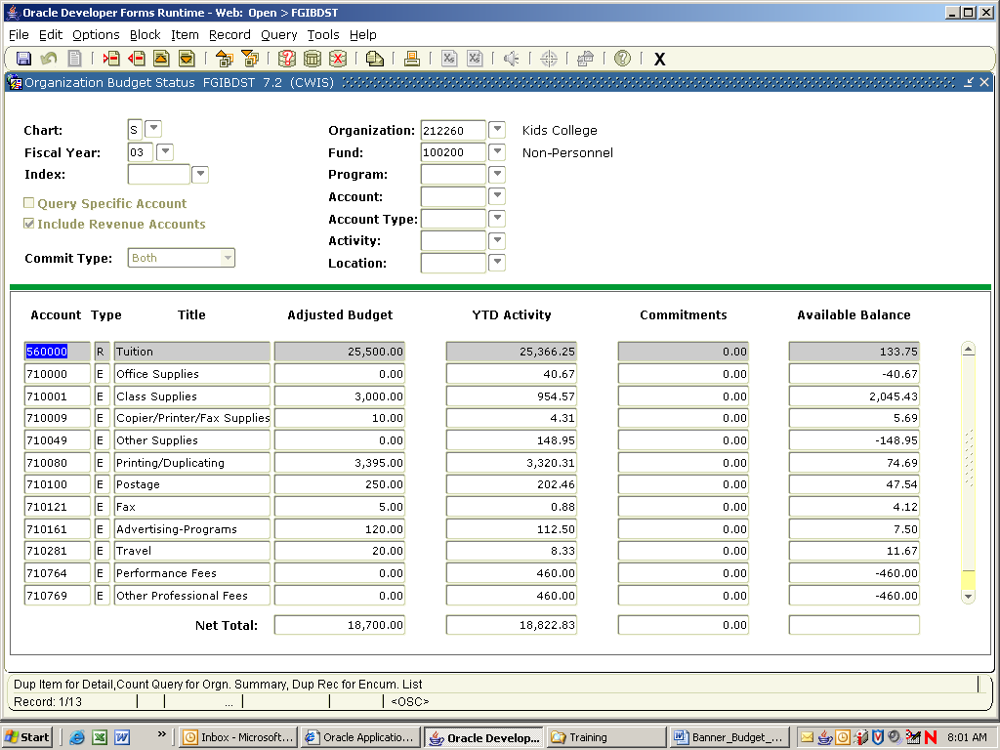 Oracle Developer Forms Runtime - Web: Open > FGIBDST
File Edit Options Block Item Record Query Tools Help
Organization Budget Status FGIBDST 7.2 (CWIS)
Chart: S Organization: 212260 Kids College
Fiscal Year: 03 Fund: 100200 Non-Personnel
Index: Program:
Query Specific Account Account:
Include Revenue Accounts Account Type:
Activity:
Commit Type: Both Location:
Account Type Title Adjusted Budget YTD Activity Commitments Available Balance
560000 R Tuition 25,500.00 25,366.25 0.00 133.75
710000 E Office Supplies 0.00 40.67 0.00 -40.67
710001 E Class Supplies 3,000.00 954.57 0.00 2,045.43
710009 E Copier/Printer/Fax Supplies 10.00 4.31 0.00 5.69
710049 E Other Supplies 0.00 148.95 0.00 -148.95
710080 E Printing/Duplicating 3,395.00 3,320.31 0.00 74.69
710100 E Postage 250.00 202.46 0.00 47.54
710121 E Fax 5.00 0.88 0.00 4.12
710161 E Advertising-Programs 120.00 112.50 0.00 7.50
710281 E Travel 20.00 8.33 0.00 11.67
710764 E Performance Fees 0.00 460.00 0.00 -460.00
710769 E Other Professional Fees 0.00 460.00 0.00 -460.00
Net Total: 18,700.00 18,822.83 0.00
Dup Item for Detail,Count Query for Orgn. Summary, Dup Rec for Encum. List
Record: 1/13 ... <OSC>
Start Inbox - Microsoft... Oracle Applicatio... Oracle Develop... Training Banner_Budget_... 8:01 AM